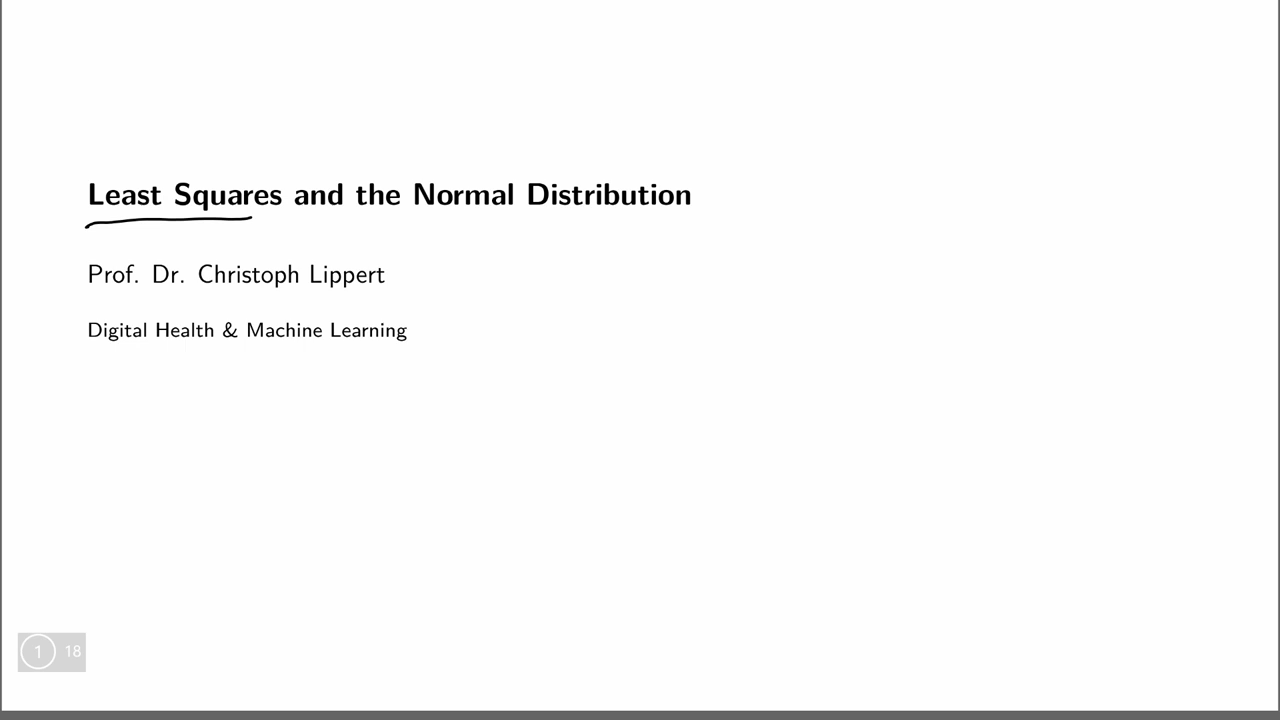 Least Squares and the Normal Distribution
Prof. Dr. Christoph Lippert
Digital Health & Machine Learning
1 18